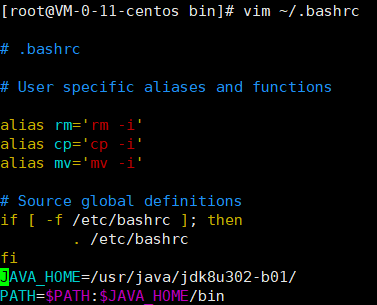 [root@VM-0-11-centos bin]# vim ~/.bashrc
# .bashrc
# User specific aliases and functions
alias rm='rm -i'
alias cp='cp -i'
alias mv='mv -i'
# Source global definitions
if [ -f /etc/bashrc ]; then
        . /etc/bashrc
fi
JAVA_HOME=/usr/java/jdk8u302-b01/
PATH=$PATH:$JAVA_HOME/bin